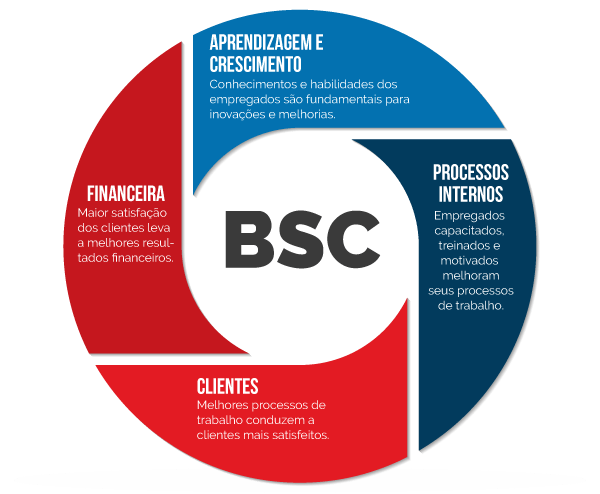 APRENDIZAGEM E
CRESCIMENTO
Conhecimentos e habilidades dos
empregados são fundamentais para
inovações e melhorias.
PROCESSOS
INTERNOS
Empregados
capacitados,
treinados e
motivados
melhoram
seus processos
de trabalho.
CLIENTES
Melhores processos de
trabalho conduzem a
clientes mais satisfeitos.
FINANCEIRA
Maior satisfação
dos clientes leva
a melhores resul-
tados financeiros.
BSC